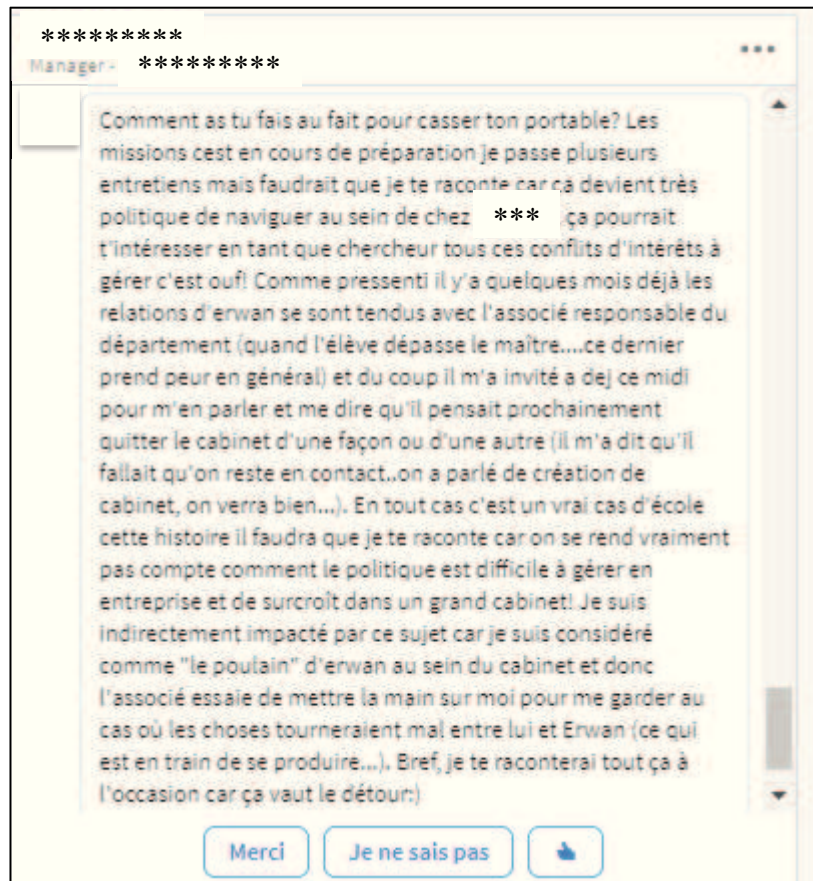 *********
Manager - *********
Comment as tu fais au fait pour casser ton portable? Les
missions cest en cours de préparation je passe plusieurs
entretiens mais faudrait que je te raconte car ça devient très
politique de naviguer au sein de chez *** .ça pourrait
t'intéresser en tant que chercheur tous ces conflits d'intérêts à
gérer c'est ouf! Comme pressenti il y'a quelques mois déjà les
relations d'erwan se sont tendus avec l'associé responsable du
département (quand l'élève dépasse le maître....ce dernier
prend peur en général) et du coup il m'a invité a dej ce midi
pour m'en parler et me dire qu'il pensait prochainement
quitter le cabinet d'une façon ou d'une autre (il m'a dit qu'il
fallait qu'on reste en contact..on a parlé de création de
cabinet, on verra bien...). En tout cas c'est un vrai cas d'école
cette histoire il faudra que je te raconte car on se rend vraiment
pas compte comment le politique est difficile à gérer en
entreprise et de surcroît dans un grand cabinet! Je suis
indirectement impacté par ce sujet car je suis considéré
comme "le poulain" d'erwan au sein du cabinet et donc
l'associé essaie de mettre la main sur moi pour me garder au
cas où les choses tourneraient mal entre lui et Erwan (ce qui
est en train de se produire...). Bref, je te raconterai tout ça à
l'occasion car ça vaut le détour:)
Merci Je ne sais pas